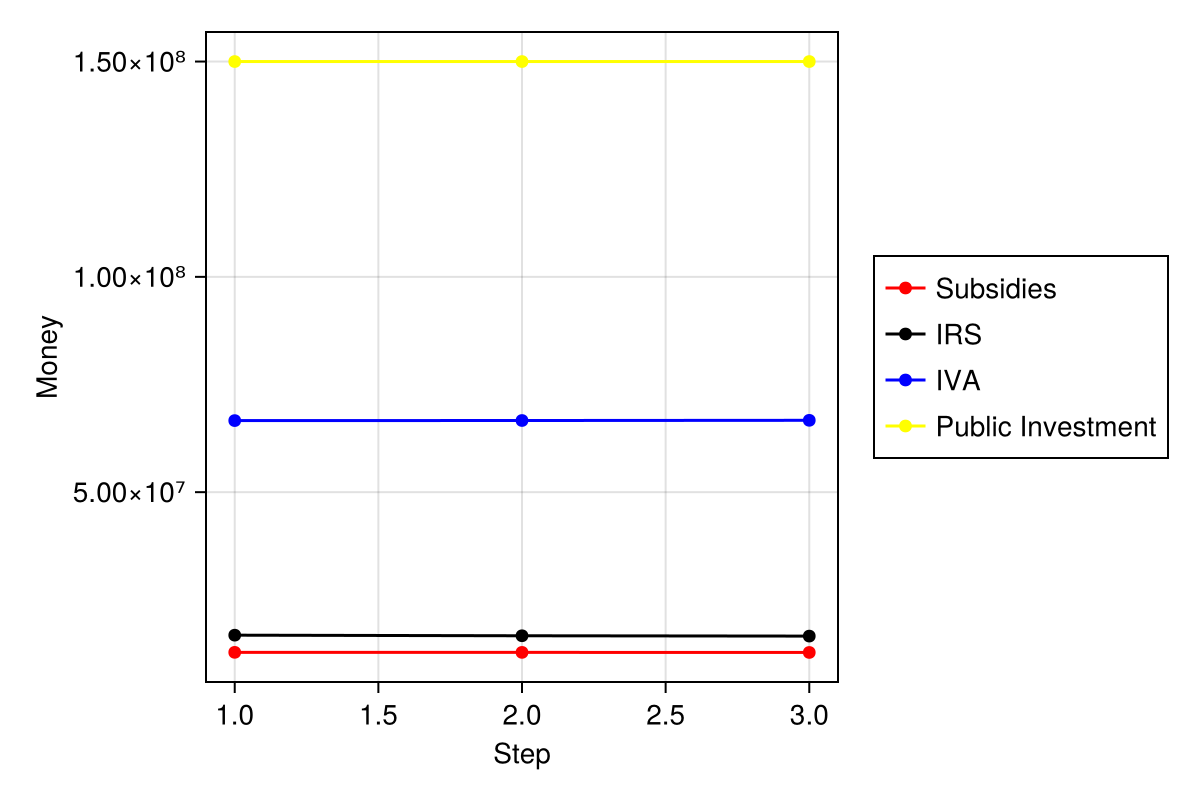 1.50×10⁸
1.00×10⁸
5.00×10⁷
Money
1.0 1.5 2.0 2.5 3.0
Step
Subsidies
IRS
IVA
Public Investment